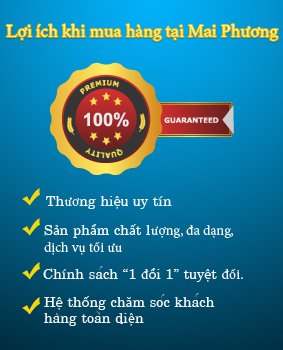 Lợi ích khi mua hàng tại Mai Phương
PREMIUM
100%
QUALITY
GUARANTEED
Thương hiệu uy tín
Sản phẩm chất lượng, đa dạng,
dịch vụ tối ưu
Chính sách “1 đổi 1” tuyệt đối.
Hệ thống chăm sóc khách
hàng toàn diện